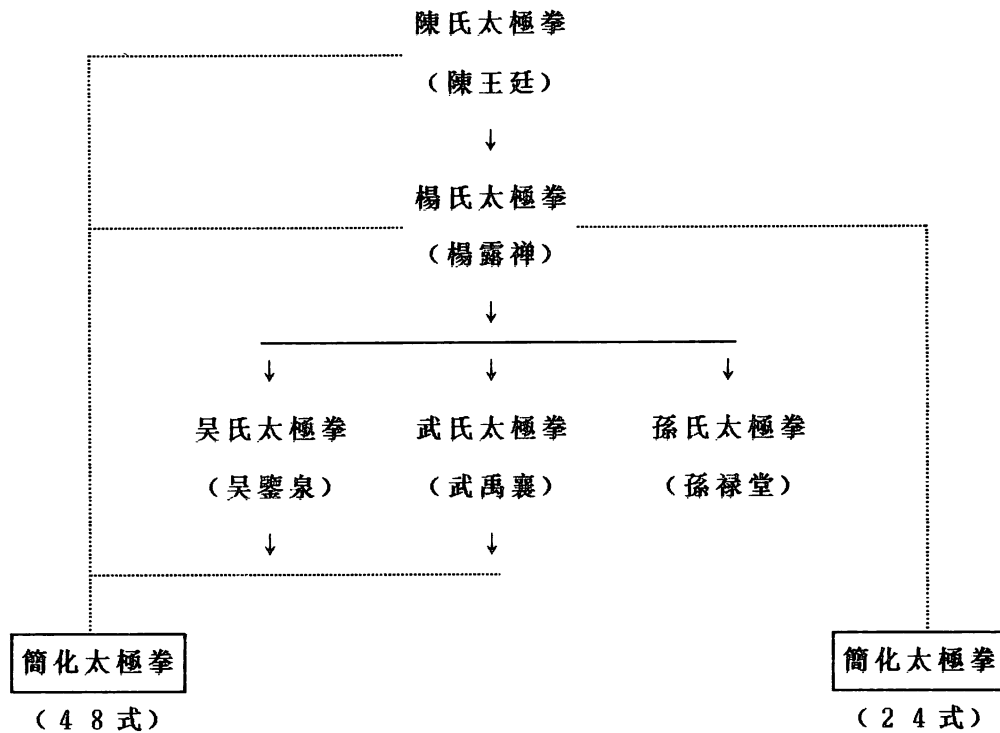 陳氏太極拳
（陳王廷）
↓
楊氏太極拳
（楊露禅）
↓
↓ ↓ ↓
吴氏太極拳 武氏太極拳 孫氏太極拳
（吴鑒泉） （武禹襄） （孫禄堂）
↓ ↓
簡化太極拳 簡化太極拳
（４８式） （２４式）